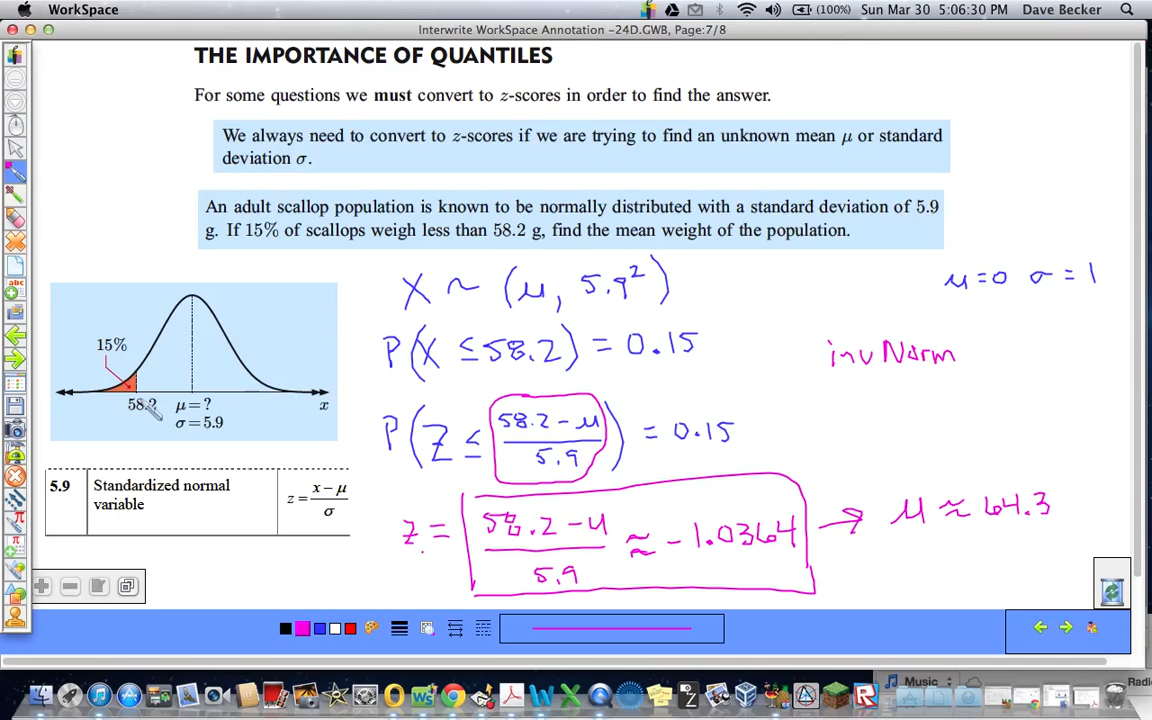 WorkSpace
(100%)
Sun Mar 30 5:06:30 PM
Dave Becker
Interwrite WorkSpace Annotation -24D.GWB, Page:7/8
THE IMPORTANCE OF QUANTILES
For some questions we must convert to z-scores in order to find the answer.
We always need to convert to z-scores if we are trying to find an unknown mean μ or standard
deviation σ.
An adult scallop population is known to be normally distributed with a standard deviation of 5.9
g. If 15% of scallops weigh less than 58.2 g, find the mean weight of the population.
X ~ (μ, 5.9²)
μ=0 σ=1
P(X ≤58.2) = 0.15
invNorm
15%
58.2 μ=? x
σ=5.9
P(Z ≤ (58.2-μ)/5.9) = 0.15
5.9 Standardized normal variable z = (x-μ)/σ
z = (58.2-μ)/5.9 ≈ -1.0364 → μ ≈ 64.3
abc
Music
Radio